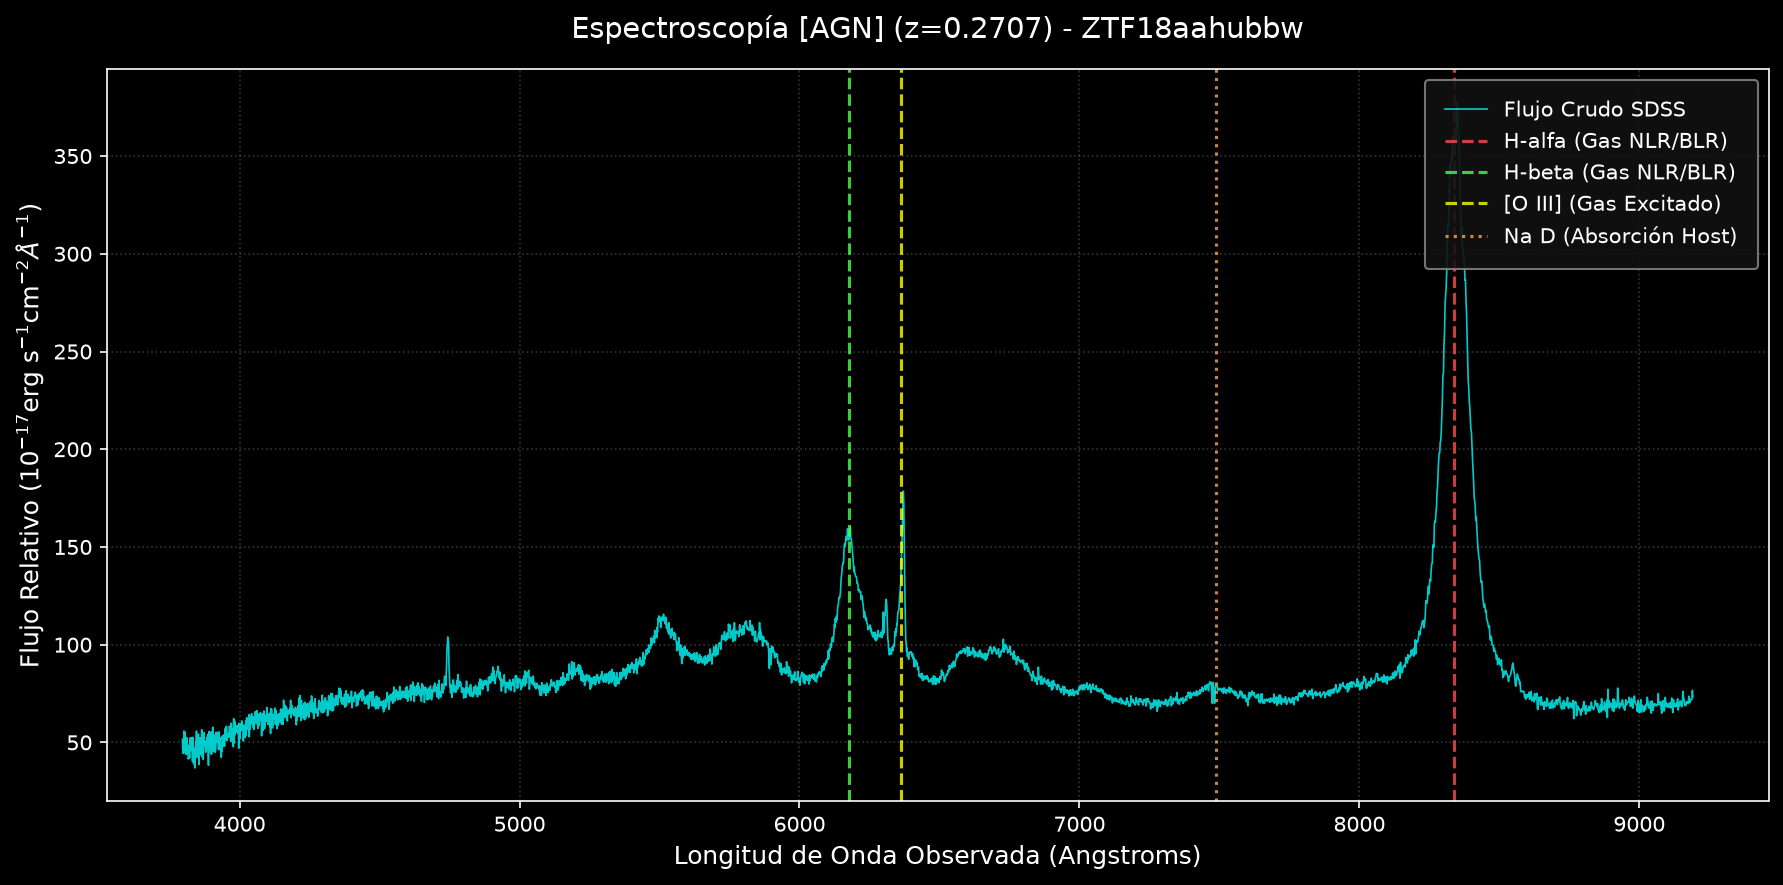 Espectroscopía [AGN] (z=0.2707) - ZTF18aahubbw
Flujo Crudo SDSS
H-alfa (Gas NLR/BLR)
H-beta (Gas NLR/BLR)
[O III] (Gas Excitado)
Na D (Absorción Host)
Flujo Relativo (10⁻¹⁷erg s⁻¹cm⁻²Å⁻¹)
350
300
250
200
150
100
50
4000 5000 6000 7000 8000 9000
Longitud de Onda Observada (Angstroms)